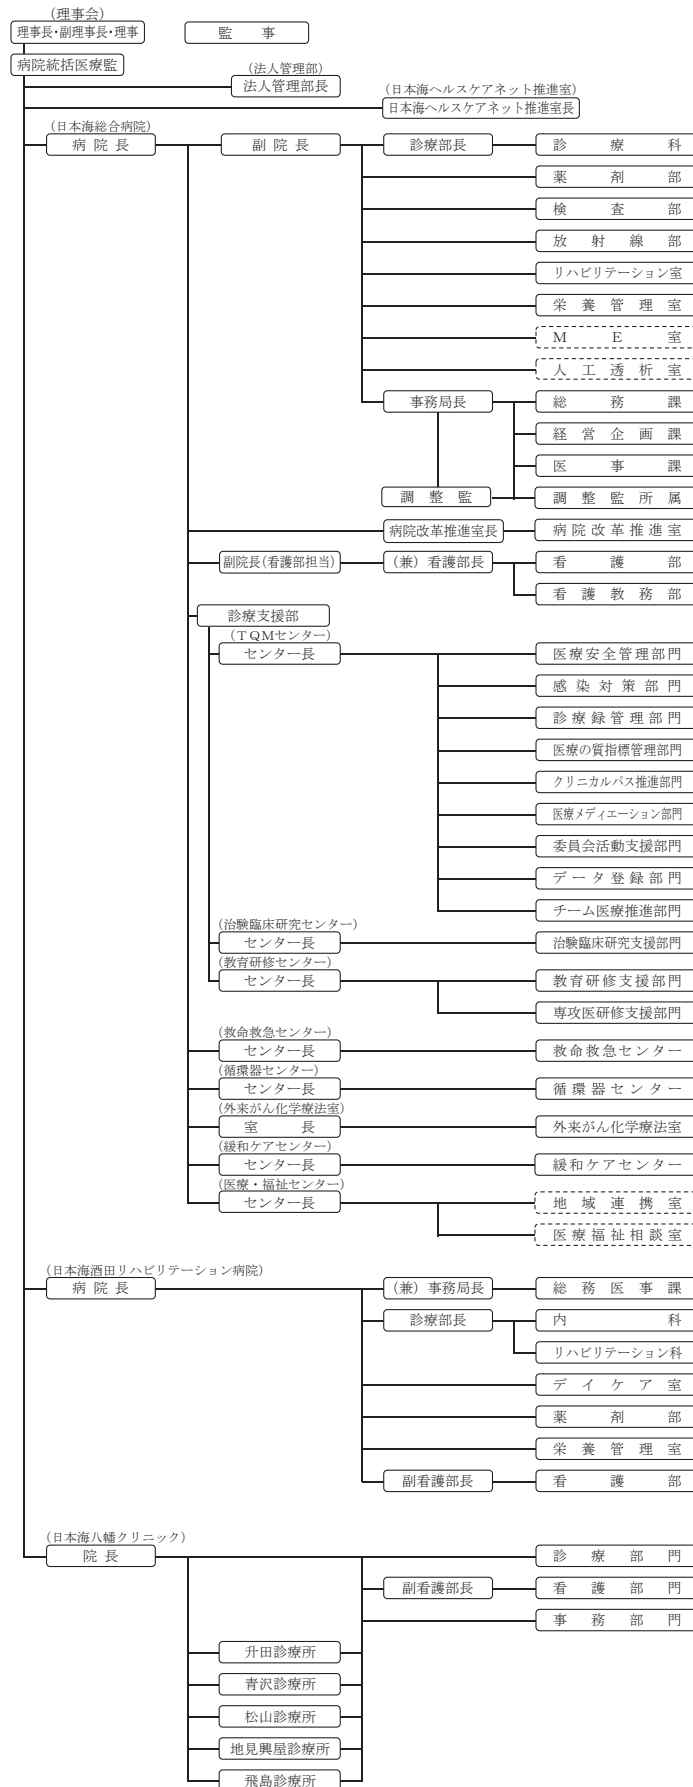 (理事会)
理事長・副理事長・理事
監事
病院統括医療監
(法人管理部)
法人管理部長
(日本海ヘルスケアネット推進室)
日本海ヘルスケアネット推進室長
(日本海総合病院)
病院長
副院長
診療部長
診療科
薬剤部
検査部
放射線部
リハビリテーション室
栄養管理室
ME室
人工透析室
事務局長
総務課
経営企画課
医事課
調整監
調整監所属
病院改革推進室長
病院改革推進室
副院長(看護部担当)
(兼)看護部長
看護部
看護教務部
診療支援部
(TQMセンター)
センター長
医療安全管理部門
感染対策部門
診療録管理部門
医療の質指標管理部門
クリニカルパス推進部門
医療メディエーション部門
委員会活動支援部門
データ登録部門
チーム医療推進部門
(治験臨床研究センター)
センター長
治験臨床研究支援部門
(教育研修センター)
センター長
教育研修支援部門
専攻医研修支援部門
(救命救急センター)
センター長
救命救急センター
(循環器センター)
センター長
循環器センター
(外来がん化学療法室)
室長
外来がん化学療法室
(緩和ケアセンター)
センター長
緩和ケアセンター
(医療・福祉センター)
センター長
地域連携室
医療福祉相談室
(日本海酒田リハビリテーション病院)
病院長
(兼)事務局長
総務医事課
診療部長
内科
リハビリテーション科
デイケア室
薬剤部
栄養管理室
副看護部長
看護部
(日本海八幡クリニック)
院長
診療部門
副看護部長
看護部門
事務部門
升田診療所
青沢診療所
松山診療所
地見興屋診療所
飛島診療所